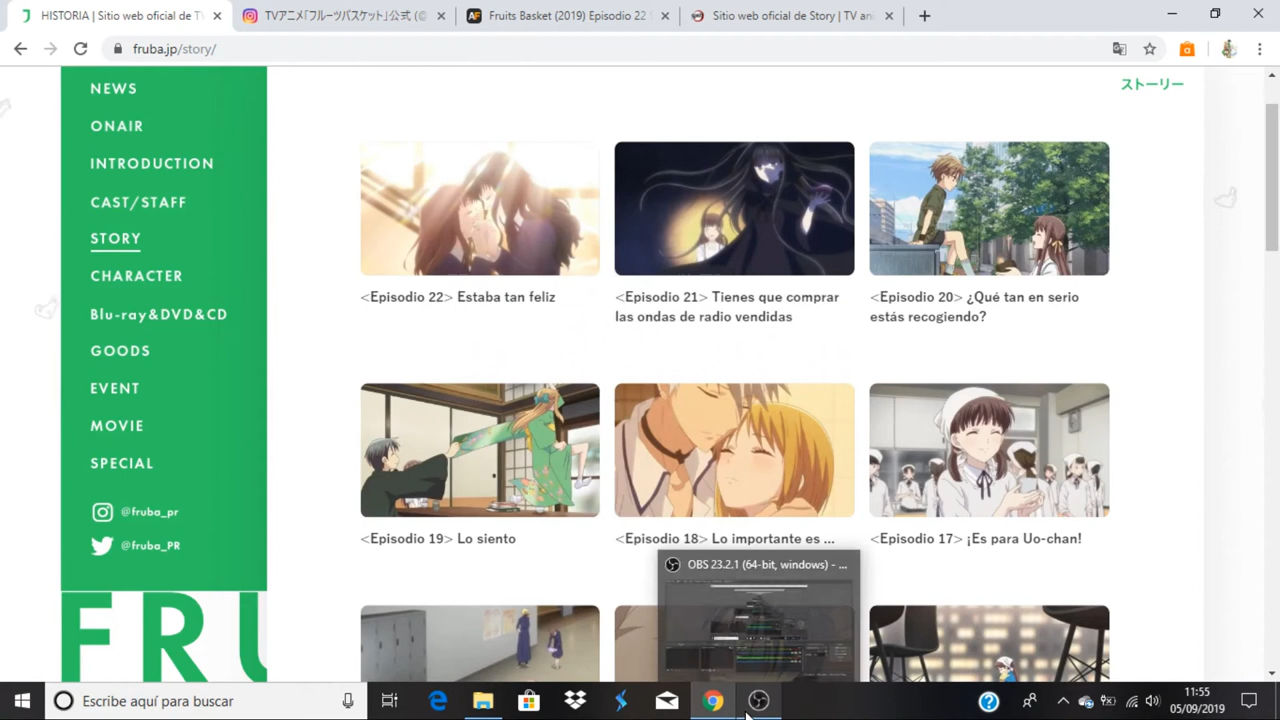 HISTORIA | Sitio web oficial de TV
TVアニメ「フルーツバスケット」公式 (@
Fruits Basket (2019) Episodio 22
Sitio web oficial de Story | TV ani
fruba.jp/story/
NEWS
ONAIR
INTRODUCTION
CAST/STAFF
STORY
CHARACTER
Blu-ray&DVD&CD
GOODS
EVENT
MOVIE
SPECIAL
@fruba_pr
@fruba_PR
FRU
ストーリー
<Episodio 22> Estaba tan feliz
<Episodio 21> Tienes que comprar
las ondas de radio vendidas
<Episodio 20> ¿Qué tan en serio
estás recogiendo?
<Episodio 19> Lo siento
<Episodio 18> Lo importante es ...
<Episodio 17> ¡Es para Uo-chan!
OBS 23.2.1 (64-bit, windows) - ...
Escribe aquí para buscar
11:55
05/09/2019